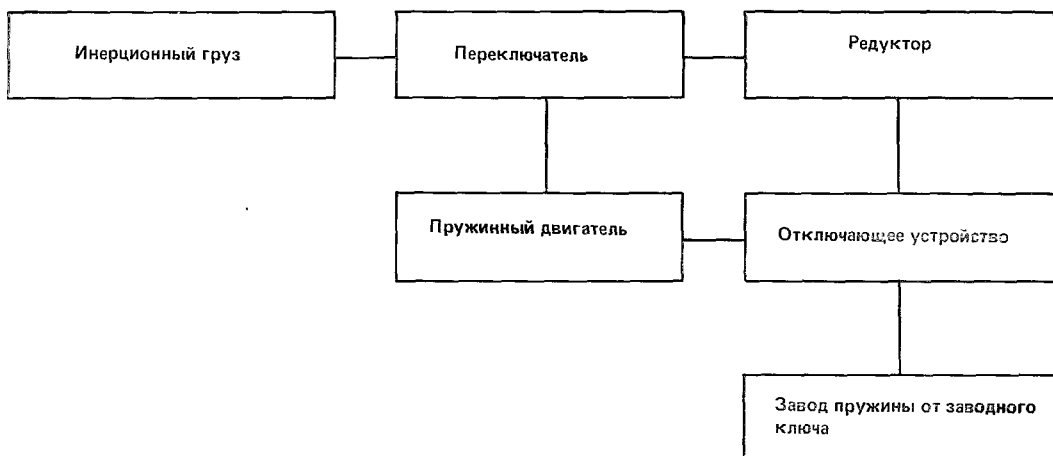 Инерционный груз
Переключатель
Редуктор
Пружинный двигатель
Отключающее устройство
Завод пружины от заводного
ключа